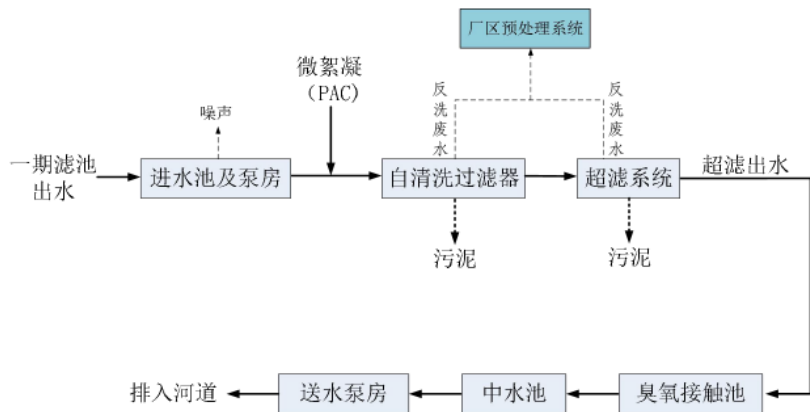 厂区预处理系统
微絮凝
（PAC）
反洗废水
反洗废水
噪声
一期滤池
出水
进水池及泵房
自清洗过滤器
超滤系统
超滤出水
污泥
污泥
排入河道
送水泵房
中水池
臭氧接触池